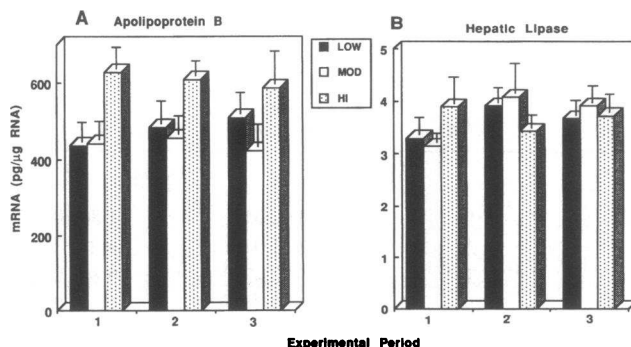 A Apolipoprotein B
mRNA (pg/µg RNA)
600
400
200
0
1 2 3
LOW
MOD
HI
B Hepatic Lipase
5
4
3
2
1
0
1 2 3
Experimental Period